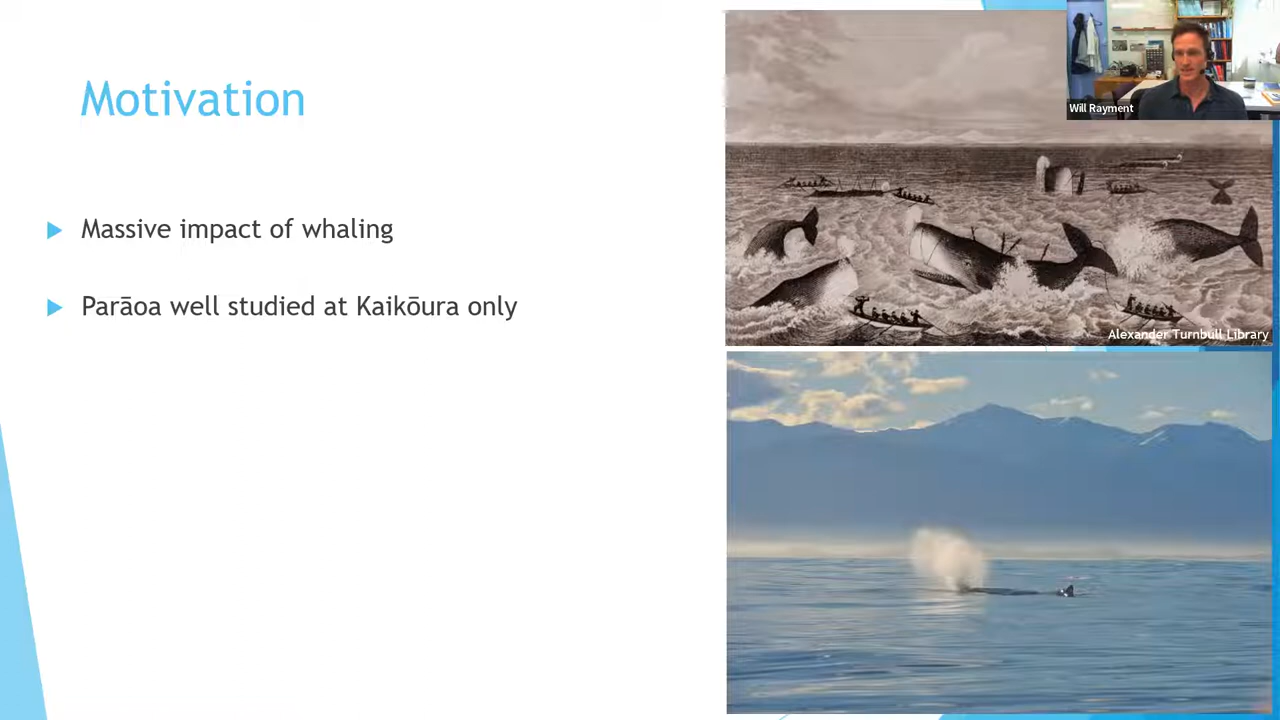 Motivation
Massive impact of whaling
Parāoa well studied at Kaikōura only
Will Rayment
Alexander Turnbull Library